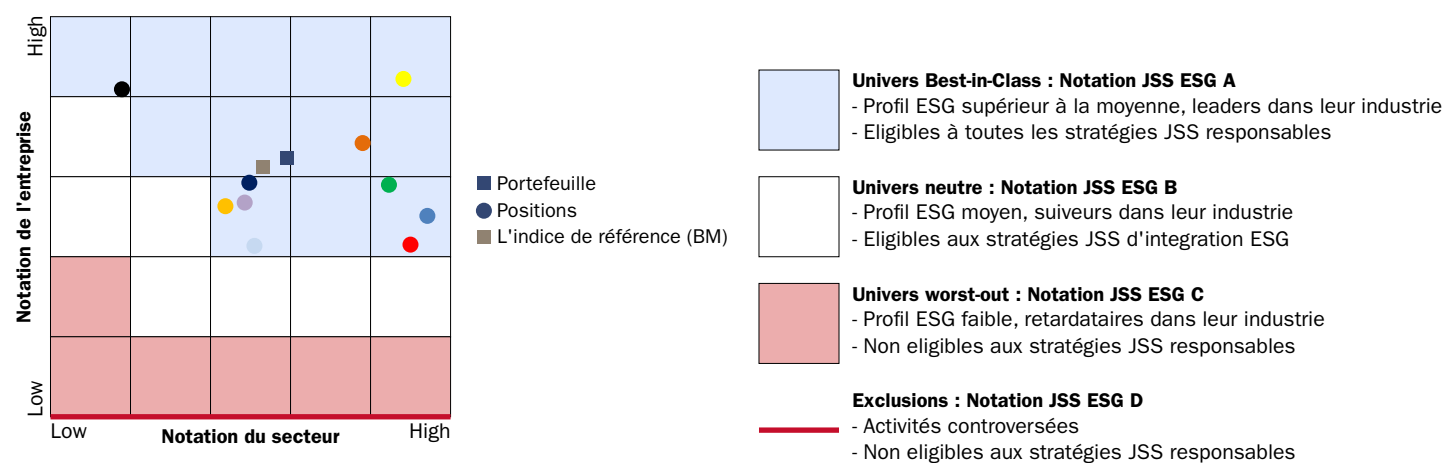 High
Notation de l'entreprise
Low
Low
Notation du secteur
High
Portefeuille
Positions
L'indice de référence (BM)
Univers Best-in-Class : Notation JSS ESG A
- Profil ESG supérieur à la moyenne, leaders dans leur industrie
- Eligibles à toutes les stratégies JSS responsables
Univers neutre : Notation JSS ESG B
- Profil ESG moyen, suiveurs dans leur industrie
- Eligibles aux stratégies JSS d'integration ESG
Univers worst-out : Notation JSS ESG C
- Profil ESG faible, retardataires dans leur industrie
- Non eligibles aux stratégies JSS responsables
Exclusions : Notation JSS ESG D
- Activités controversées
- Non eligibles aux stratégies JSS responsables